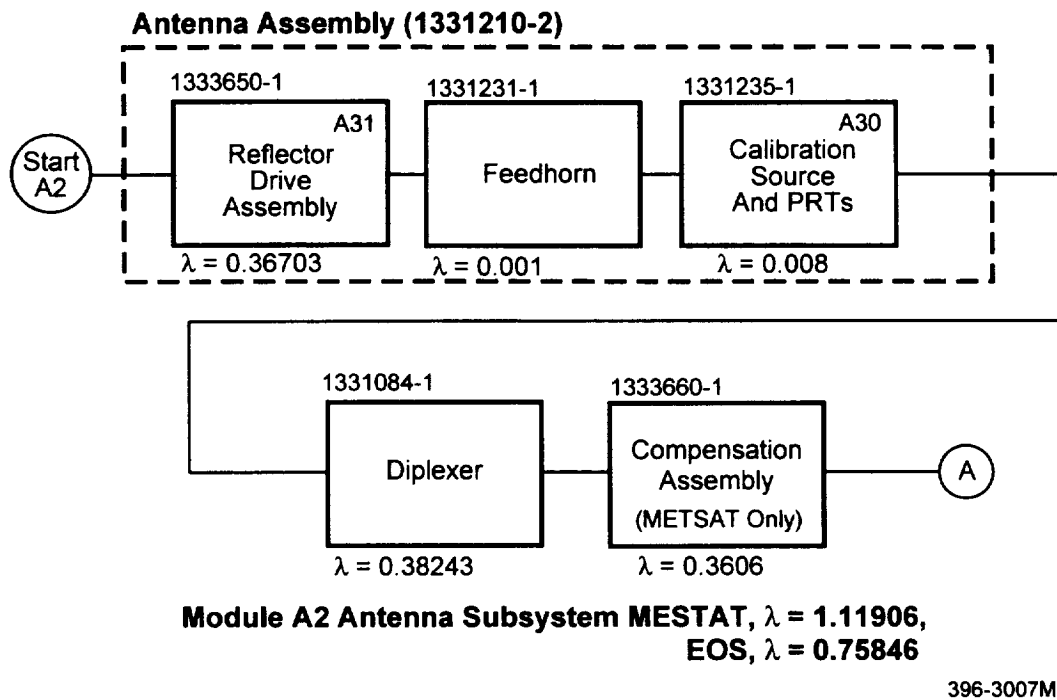 Antenna Assembly (1331210-2)
1333650-1
1331231-1
1331235-1
Start
A2
A31
Reflector
Drive
Assembly
Feedhorn
A30
Calibration
Source
And PRTs
λ = 0.36703
λ = 0.001
λ = 0.008
1331084-1
1333660-1
Diplexer
Compensation
Assembly
(METSAT Only)
A
λ = 0.38243
λ = 0.3606
Module A2 Antenna Subsystem MESTAT, λ = 1.11906,
EOS, λ = 0.75846
396-3007M